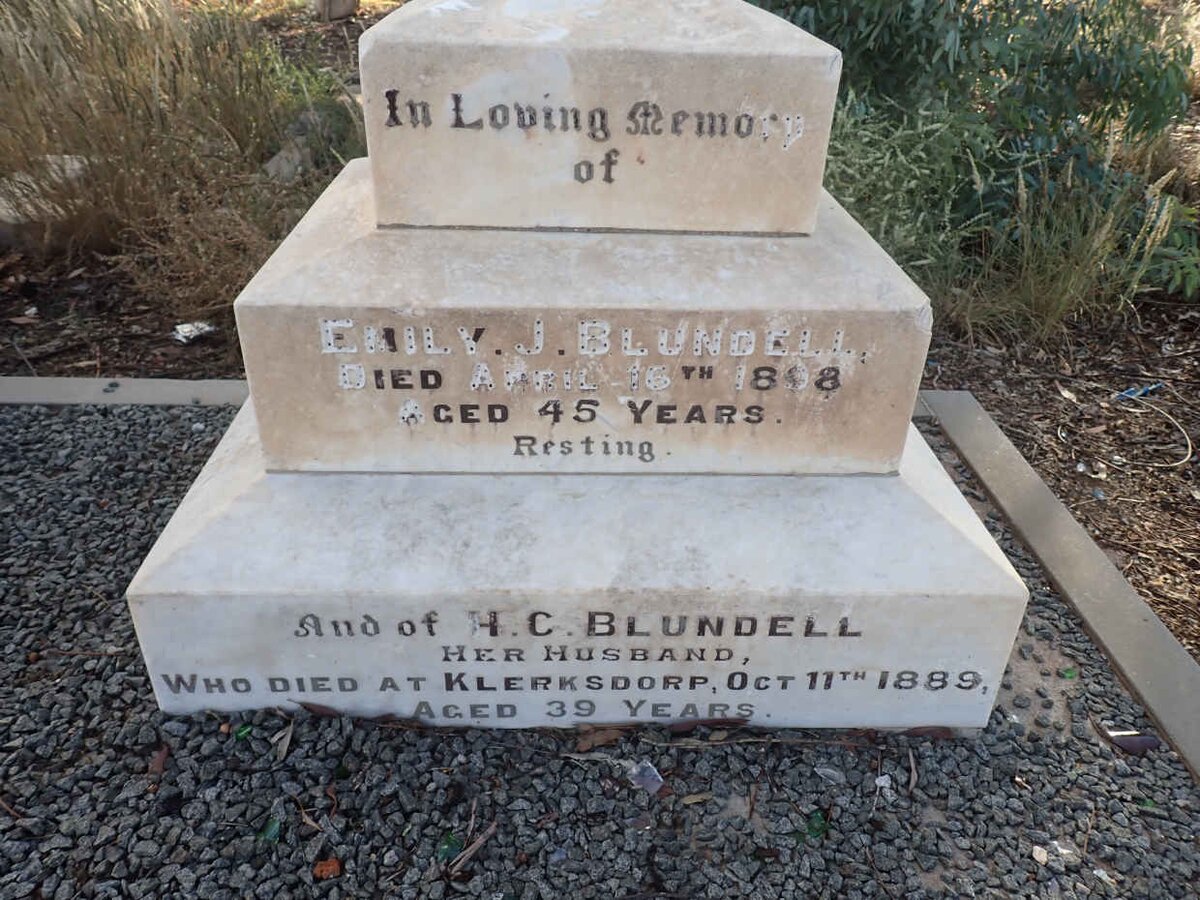 In Loving Memory
of
EMILY. J. BLUNDELL,
DIED APRIL 16TH 1898
AGED 45 YEARS.
Resting.
And of H. C. BLUNDELL
HER HUSBAND,
WHO DIED AT KLERKSDORP, OCT 11TH 1889,
AGED 39 YEARS.